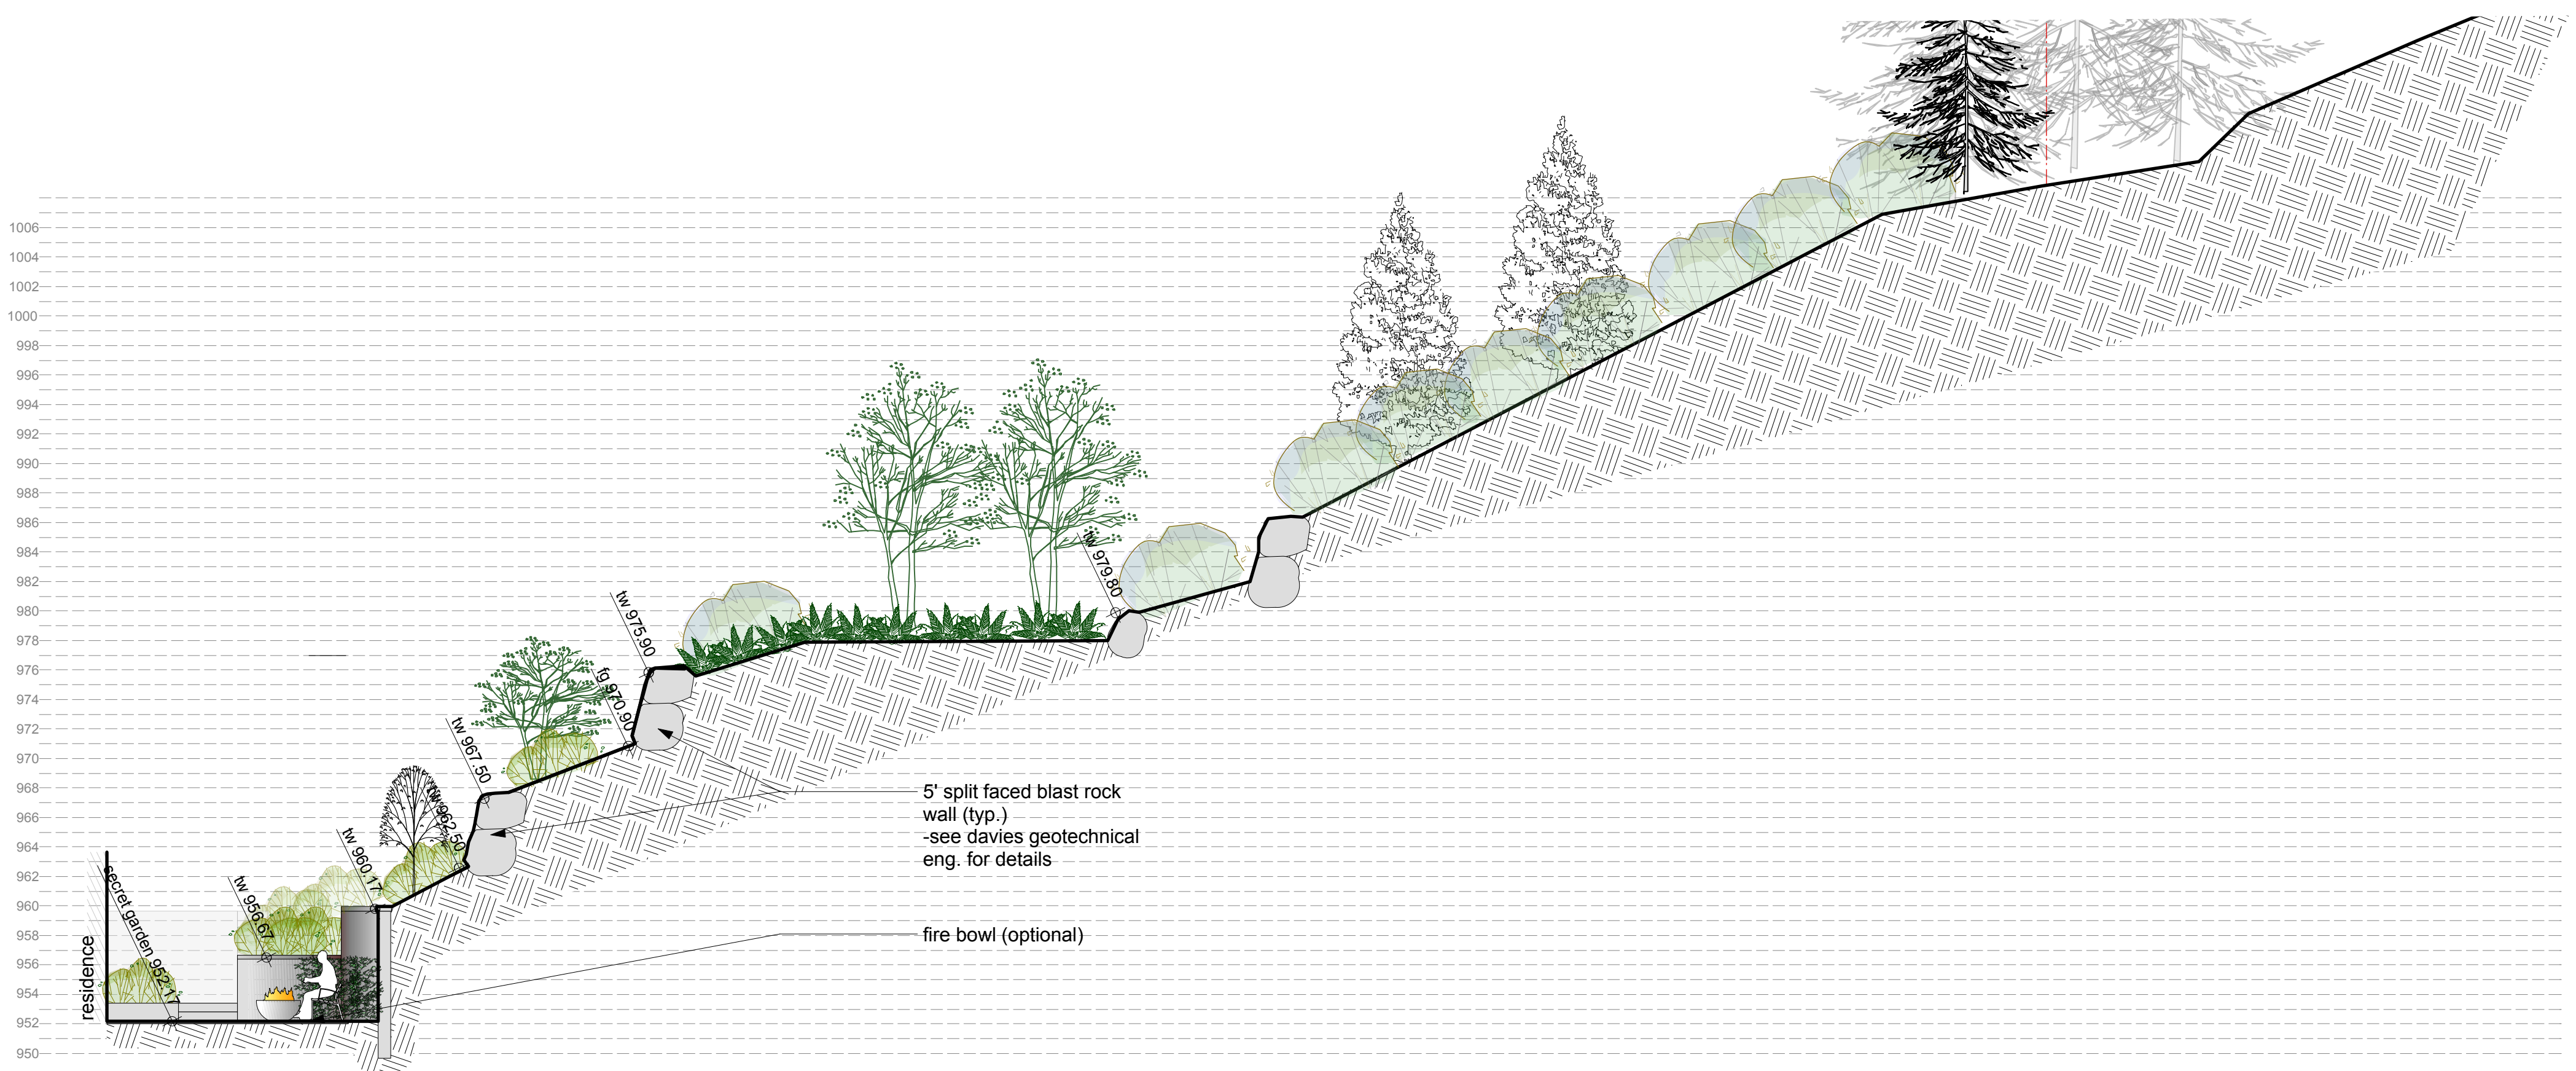 1006
1004
1002
1000
998
996
994
992
990
988
986
984
982
980
978
976
974
972
970
968
966
964
962
960
958
956
954
952
950
residence
secret garden 952.17
tw 956.67
tw 960.17
tw 962.50
tw 967.50
fg 970.90
tw 975.90
tw 979.80
5' split faced blast rock
wall (typ.)
-see davies geotechnical
eng. for details
fire bowl (optional)